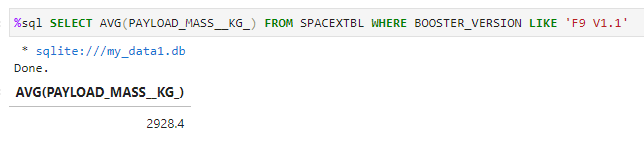 %sql SELECT AVG(PAYLOAD_MASS__KG_) FROM SPACEXTBL WHERE BOOSTER_VERSION LIKE 'F9 V1.1'
* sqlite:///my_data1.db
Done.
AVG(PAYLOAD_MASS__KG_)
2928.4